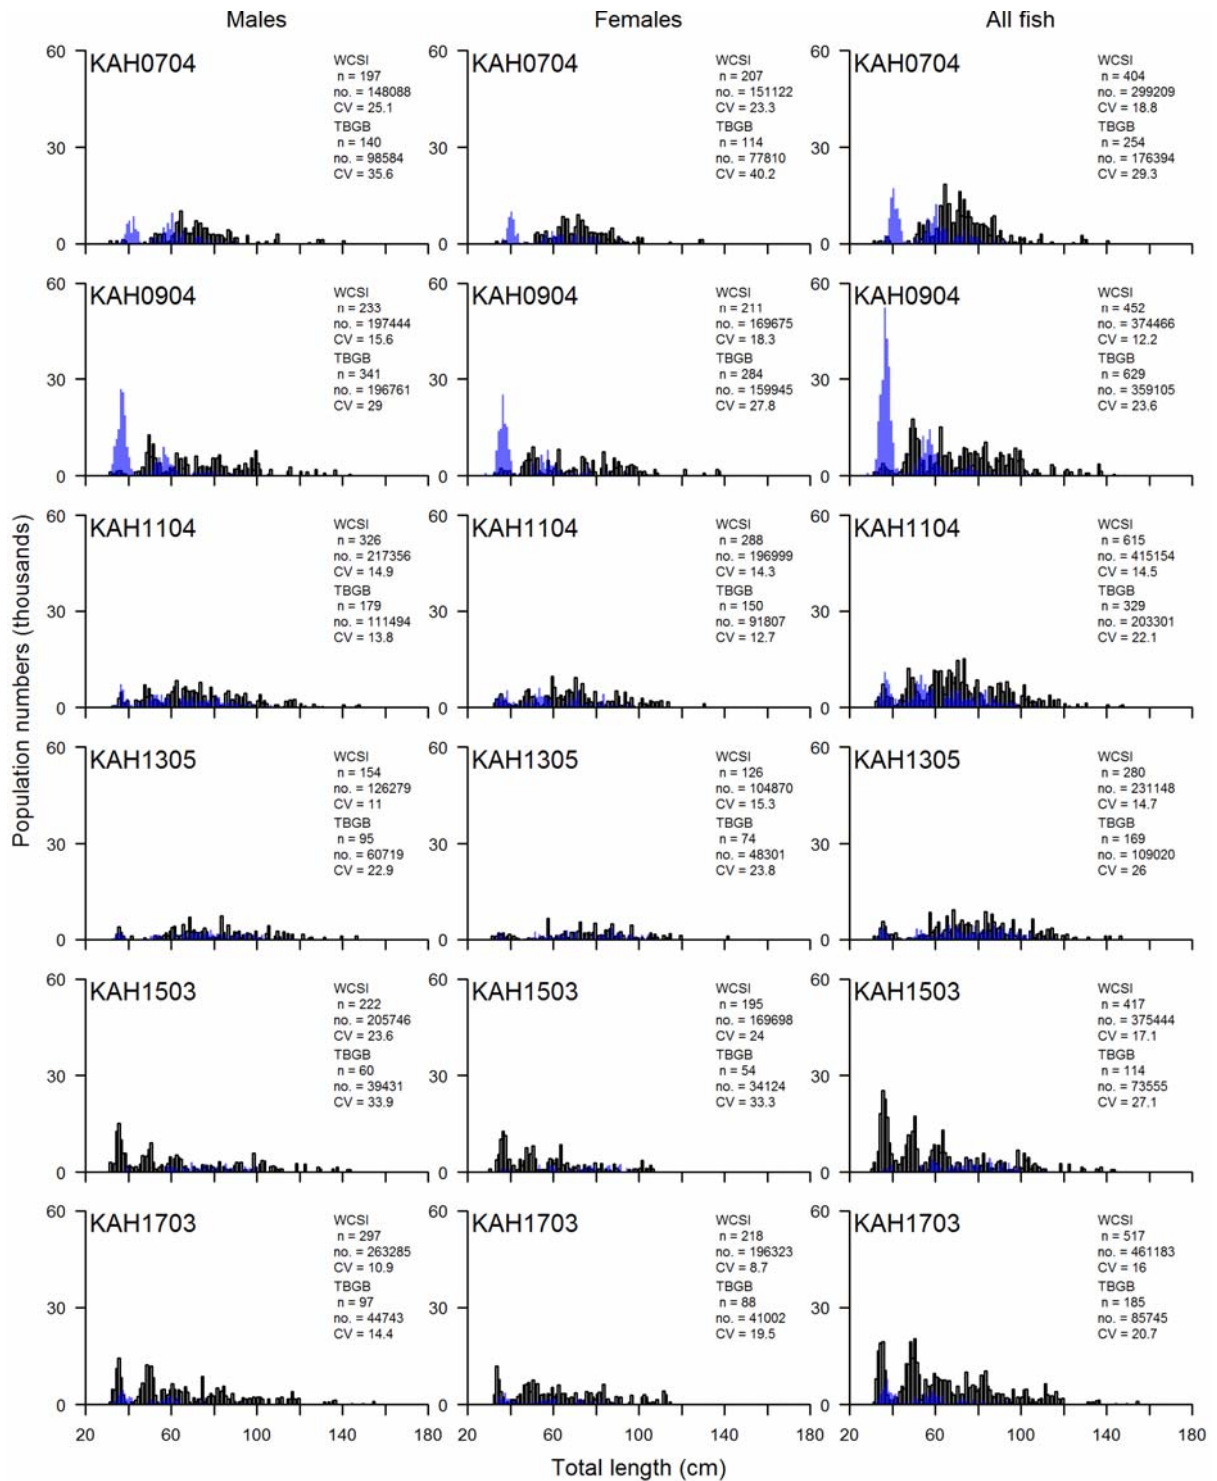 Males
Females
All fish
60
KAH0704
WCSI
n = 197
no. = 148088
CV = 25.1
TBGB
n = 140
no. = 98584
CV = 35.6
30
0
60
KAH0704
WCSI
n = 207
no. = 151122
CV = 23.3
TBGB
n = 114
no. = 77810
CV = 40.2
30
0
60
KAH0704
WCSI
n = 404
no. = 299209
CV = 18.8
TBGB
n = 254
no. = 176394
CV = 29.3
30
0
60
KAH0904
WCSI
n = 233
no. = 197444
CV = 15.6
TBGB
n = 341
no. = 196761
CV = 29
30
0
60
KAH0904
WCSI
n = 211
no. = 169675
CV = 18.3
TBGB
n = 284
no. = 159945
CV = 27.8
30
0
60
KAH0904
WCSI
n = 452
no. = 374466
CV = 12.2
TBGB
n = 629
no. = 359105
CV = 23.6
30
0
60
KAH1104
WCSI
n = 326
no. = 217356
CV = 14.9
TBGB
n = 179
no. = 111494
CV = 13.8
30
0
60
KAH1104
WCSI
n = 288
no. = 196999
CV = 14.3
TBGB
n = 150
no. = 91807
CV = 12.7
30
0
60
KAH1104
WCSI
n = 615
no. = 415154
CV = 14.5
TBGB
n = 329
no. = 203301
CV = 22.1
30
0
Population numbers (thousands)
60
KAH1305
WCSI
n = 154
no. = 126279
CV = 11
TBGB
n = 95
no. = 60719
CV = 22.9
30
0
60
KAH1305
WCSI
n = 126
no. = 104870
CV = 15.3
TBGB
n = 74
no. = 48301
CV = 23.8
30
0
60
KAH1305
WCSI
n = 280
no. = 231148
CV = 14.7
TBGB
n = 169
no. = 109020
CV = 26
30
0
60
KAH1503
WCSI
n = 222
no. = 205746
CV = 23.6
TBGB
n = 60
no. = 39431
CV = 33.9
30
0
60
KAH1503
WCSI
n = 195
no. = 169698
CV = 24
TBGB
n = 54
no. = 34124
CV = 33.3
30
0
60
KAH1503
WCSI
n = 417
no. = 375444
CV = 17.1
TBGB
n = 114
no. = 73555
CV = 27.1
30
0
60
KAH1703
WCSI
n = 297
no. = 263285
CV = 10.9
TBGB
n = 97
no. = 44743
CV = 14.4
30
0
60
KAH1703
WCSI
n = 218
no. = 196323
CV = 8.7
TBGB
n = 88
no. = 41002
CV = 19.5
30
0
60
KAH1703
WCSI
n = 517
no. = 461183
CV = 16
TBGB
n = 185
no. = 85745
CV = 20.7
30
0
20 60 100 140 180
20 60 100 140 180
20 60 100 140 180
Total length (cm)